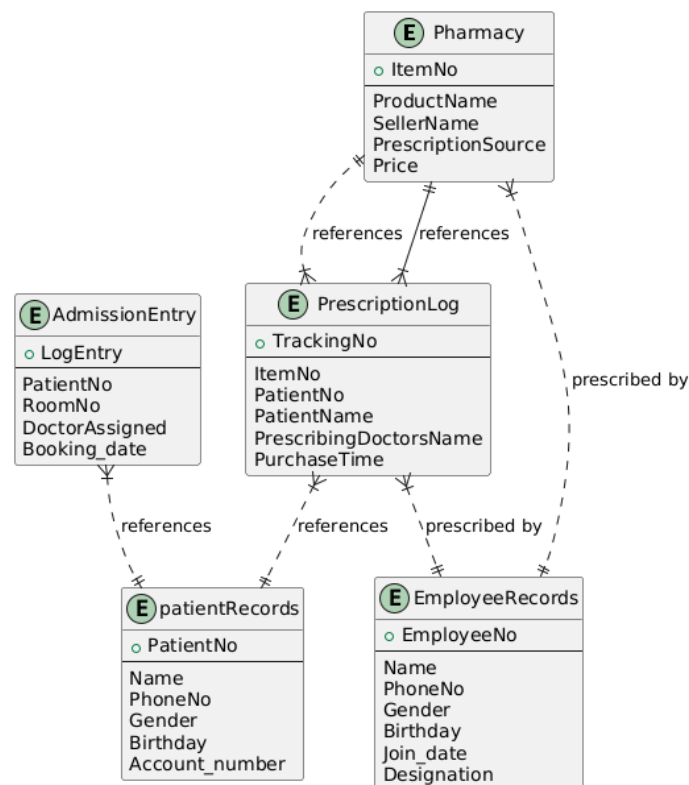 E Pharmacy
ItemNo
ProductName
SellerName
PrescriptionSource
Price
references
references
E PrescriptionLog
TrackingNo
ItemNo
PatientNo
PatientName
PrescribingDoctorsName
PurchaseTime
E AdmissionEntry
LogEntry
PatientNo
RoomNo
DoctorAssigned
Booking_date
prescribed by
references
references
prescribed by
E patientRecords
PatientNo
Name
PhoneNo
Gender
Birthday
Account_number
E EmployeeRecords
EmployeeNo
Name
PhoneNo
Gender
Birthday
Join_date
Designation